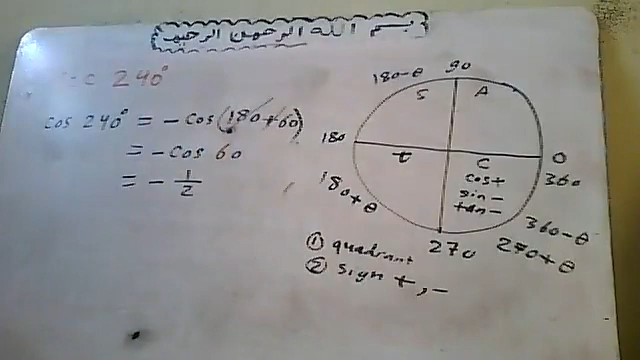 بسم الله الرحمن الرحيم
sec 240°
cos 240° = - cos (180+60)
= - cos 60
= - 1/2
90
180-θ
S A
180
0
360
t C
cos +
sin -
tan -
180+θ
360-θ
270
270+θ
① quadrant
② sign +, -